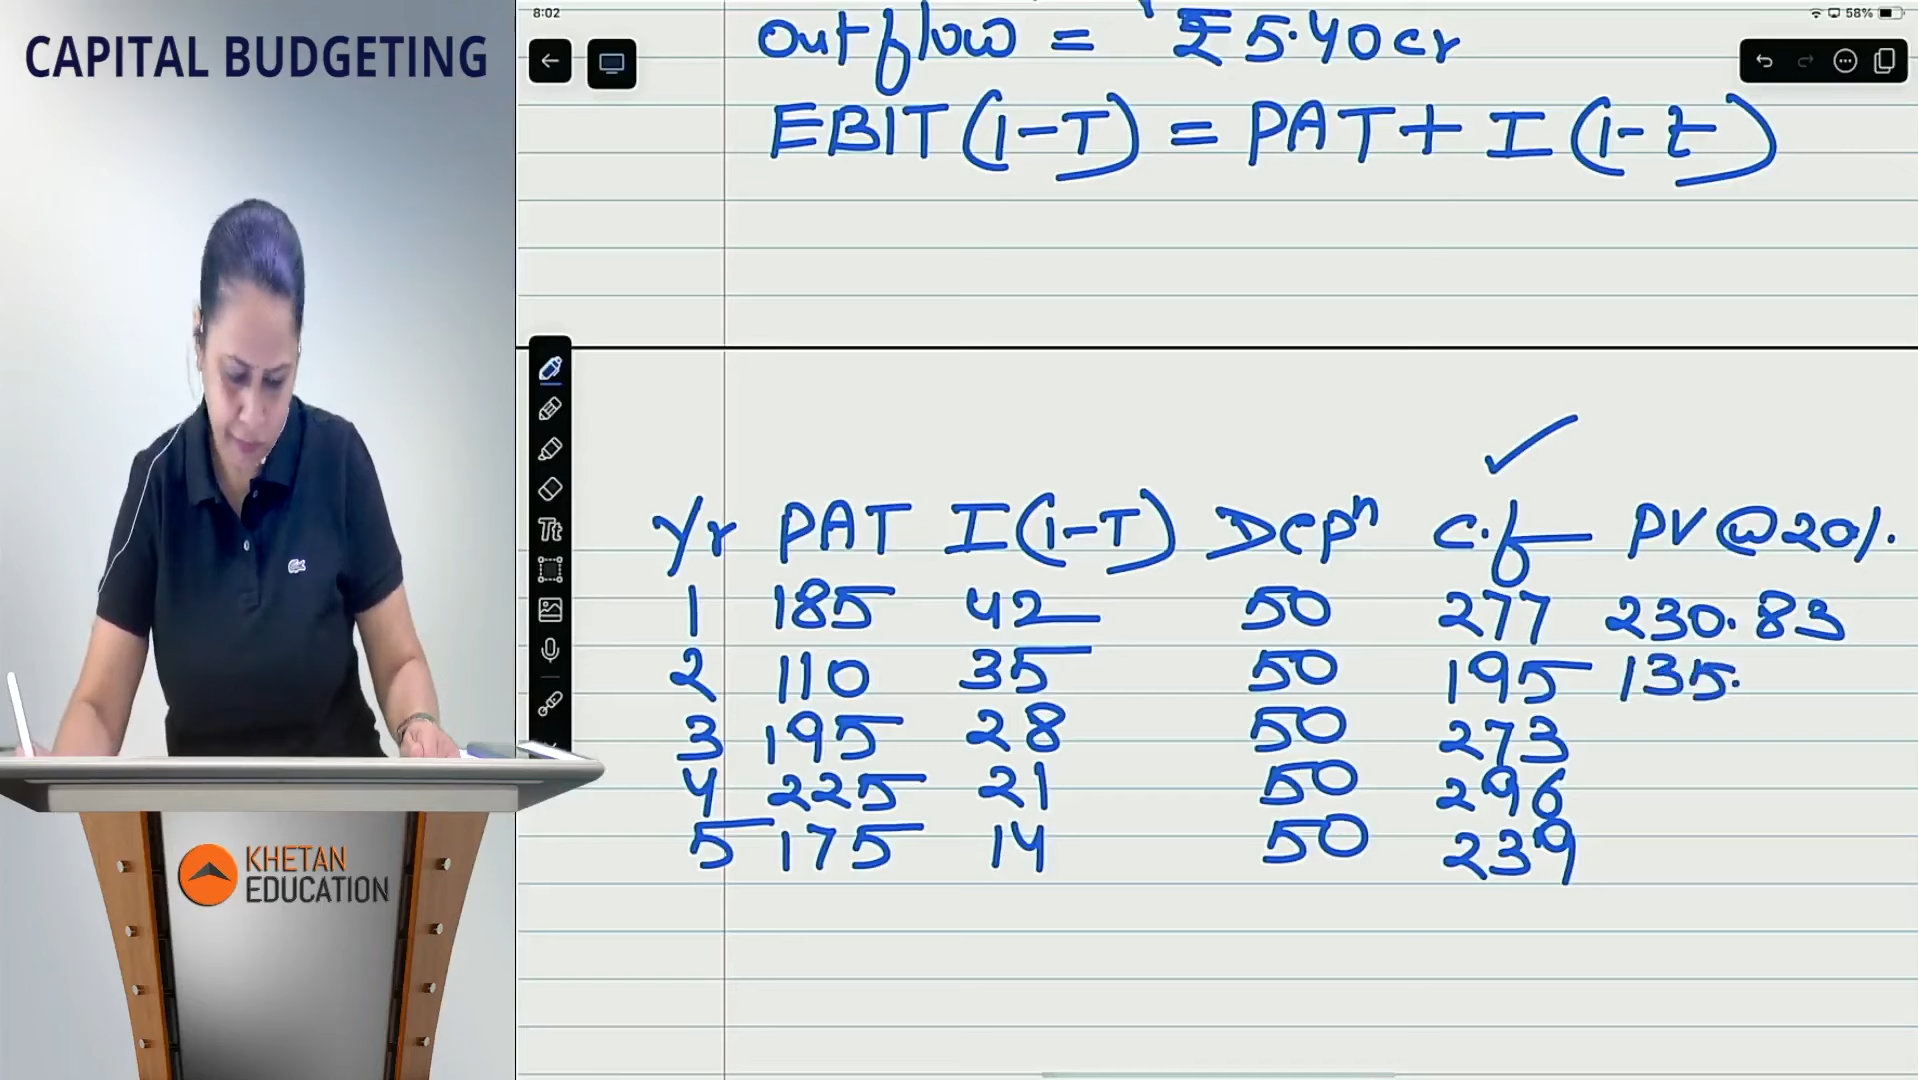 CAPITAL BUDGETING
8:02
58%
outflow = ₹5.40cr
EBIT(1-T) = PAT + I(1-t)
Yr PAT I(1-T) Depⁿ C.f PV@20%.
1 185 42 50 277 230.83
2 110 35 50 195 135.
3 195 28 50 273
4 225 21 50 296
5 175 14 50 239
Tt
KHETAN
EDUCATION